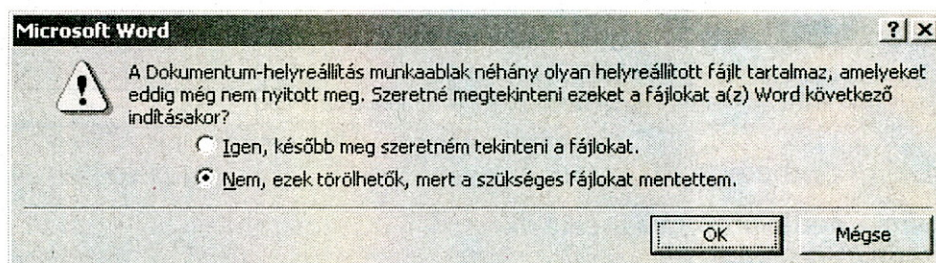 Microsoft Word
A Dokumentum-helyreállítás munkaablak néhány olyan helyreállított fájlt tartalmaz, amelyeket
eddig még nem nyitott meg. Szeretné megtekinteni ezeket a fájlokat a(z) Word következő
indításakor?
Igen, később meg szeretném tekinteni a fájlokat.
Nem, ezek törölhetők, mert a szükséges fájlokat mentettem.
OK Mégse